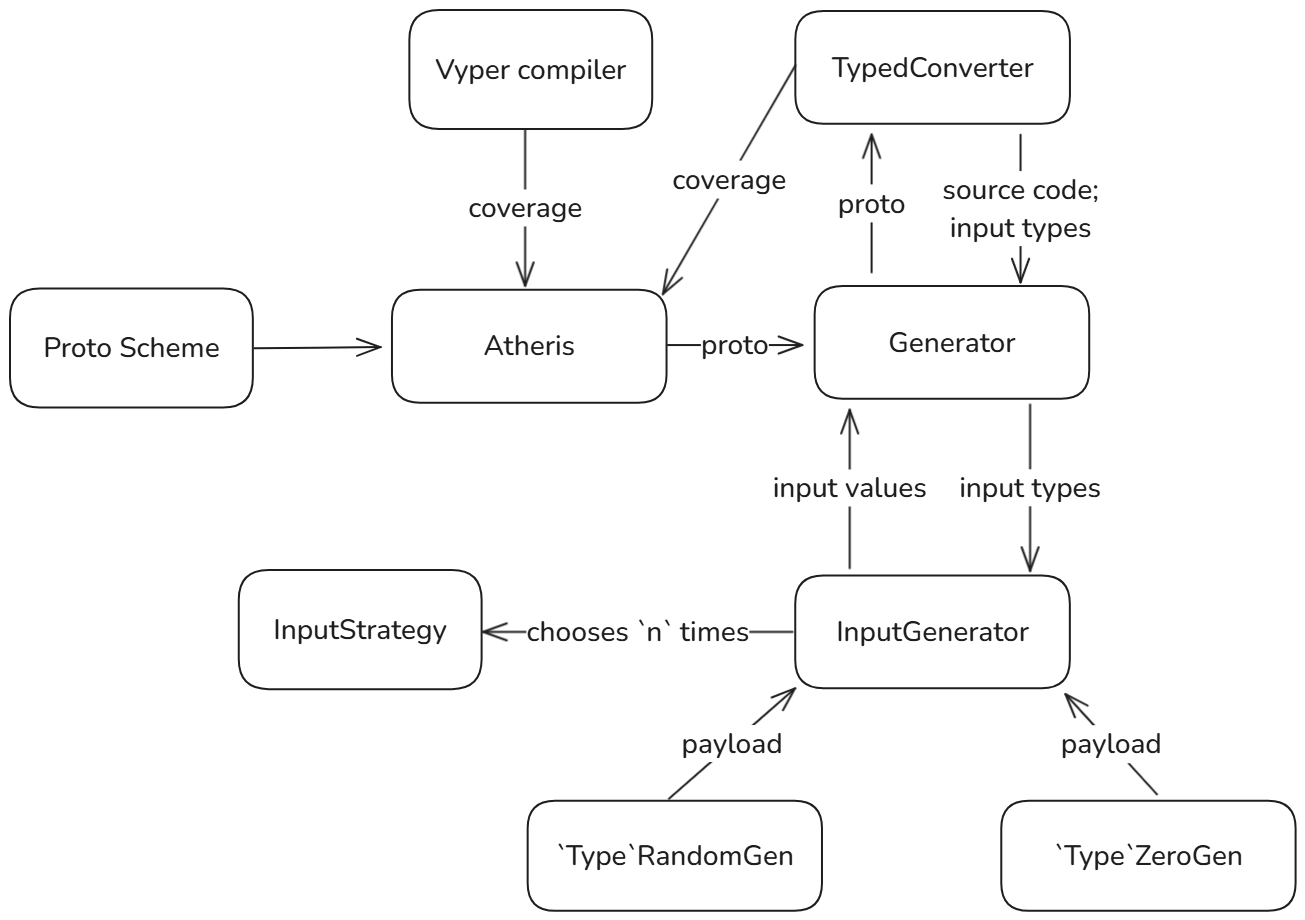 Vyper compiler
TypedConverter
coverage
coverage
proto
source code;
input types
Proto Scheme
Atheris
proto
Generator
input values
input types
InputStrategy
chooses `n` times
InputGenerator
payload
payload
`Type`RandomGen
`Type`ZeroGen